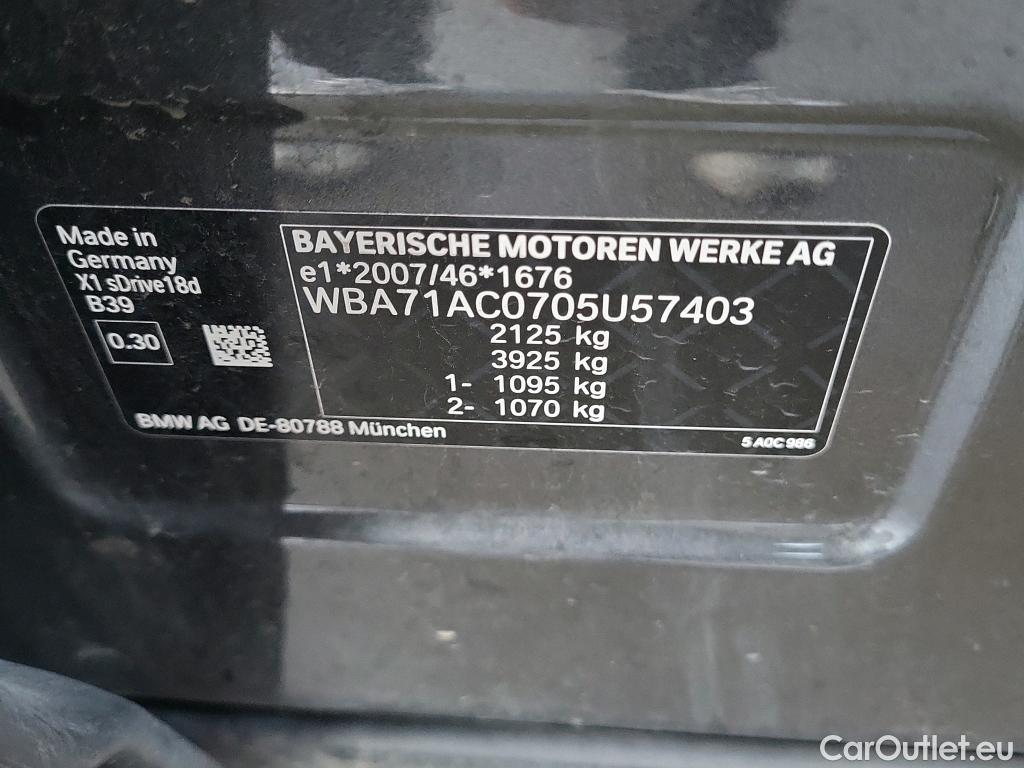 Made in
Germany
X1 sDrive18d
B39
0.30
BAYERISCHE MOTOREN WERKE AG
e1*2007/46*1676
WBA71AC0705U57403
2125 kg
3925 kg
1- 1095 kg
2- 1070 kg
BMW AG DE-80788 München
5 A0C 986
CarOutlet.eu